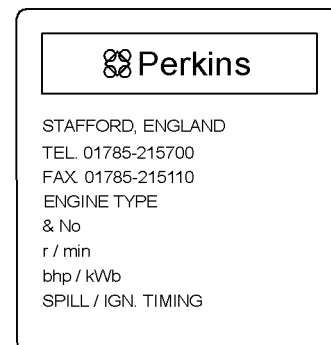 Perkins
STAFFORD, ENGLAND
TEL. 01785-215700
FAX. 01785-215110
ENGINE TYPE
& No
r / min
bhp / kWb
SPILL / IGN. TIMING